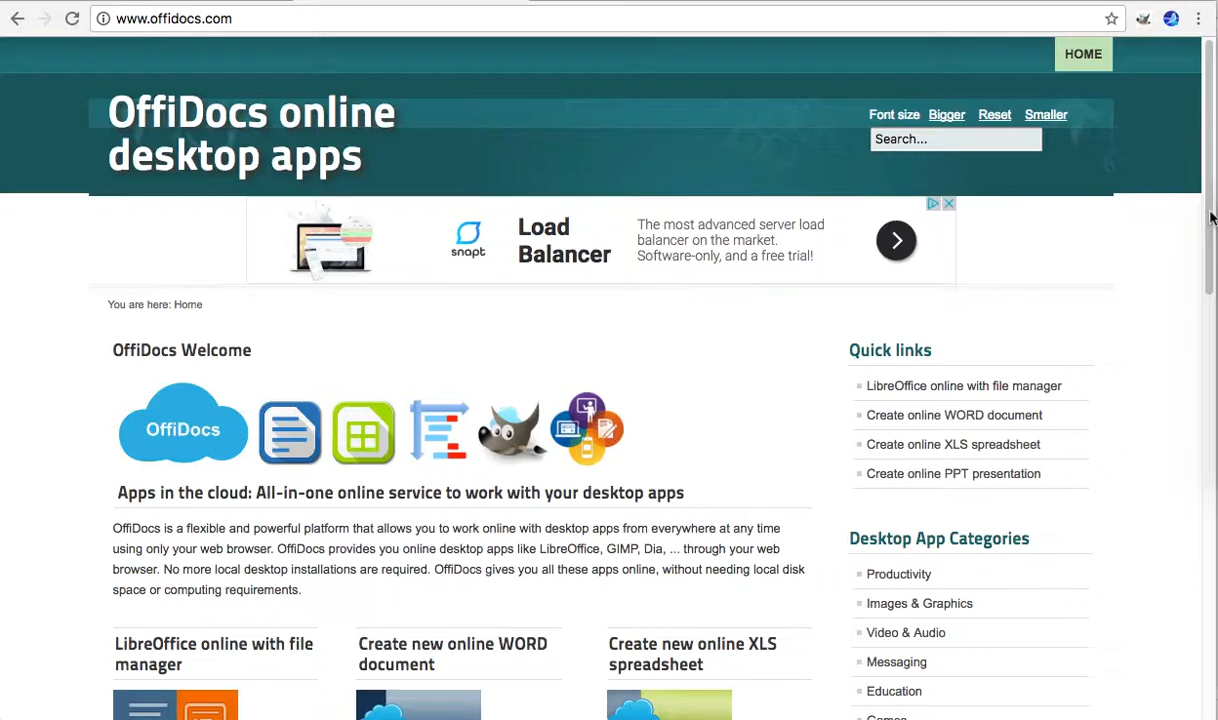 www.offidocs.com
HOME
OffiDocs online
desktop apps
Font size Bigger Reset Smaller
Search...
snapt
Load
Balancer
The most advanced server load
balancer on the market.
Software-only, and a free trial!
You are here: Home
OffiDocs Welcome
OffiDocs
Apps in the cloud: All-in-one online service to work with your desktop apps
OffiDocs is a flexible and powerful platform that allows you to work online with desktop apps from everywhere at any time
using only your web browser. OffiDocs provides you online desktop apps like LibreOffice, GIMP, Dia, ... through your web
browser. No more local desktop installations are required. OffiDocs gives you all these apps online, without needing local disk
space or computing requirements.
LibreOffice online with file
manager
Create new online WORD
document
Create new online XLS
spreadsheet
Quick links
LibreOffice online with file manager
Create online WORD document
Create online XLS spreadsheet
Create online PPT presentation
Desktop App Categories
Productivity
Images & Graphics
Video & Audio
Messaging
Education
Games